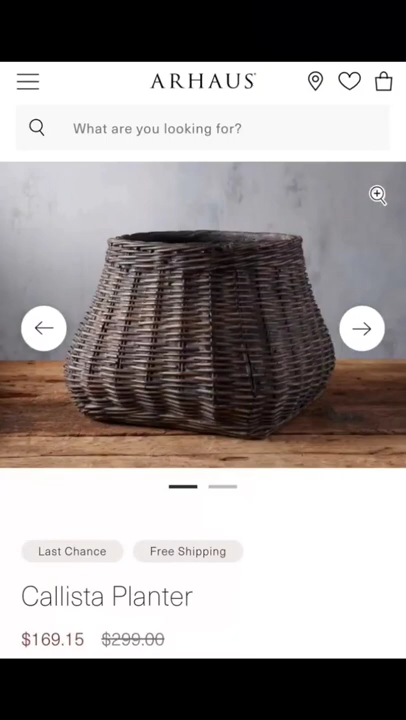 ARHAUS
What are you looking for?
Last Chance Free Shipping
Callista Planter
$169.15 $299.00